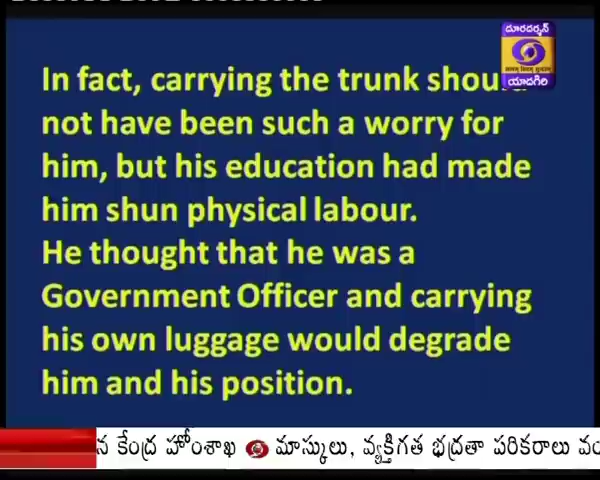 దూరదర్శన్
యాదగిరి
In fact, carrying the trunk should
not have been such a worry for
him, but his education had made
him shun physical labour.
He thought that he was a
Government Officer and carrying
his own luggage would degrade
him and his position.
న కేంద్ర హోంశాఖ మాస్కులు, వ్యక్తిగత భద్రతా పరికరాలు